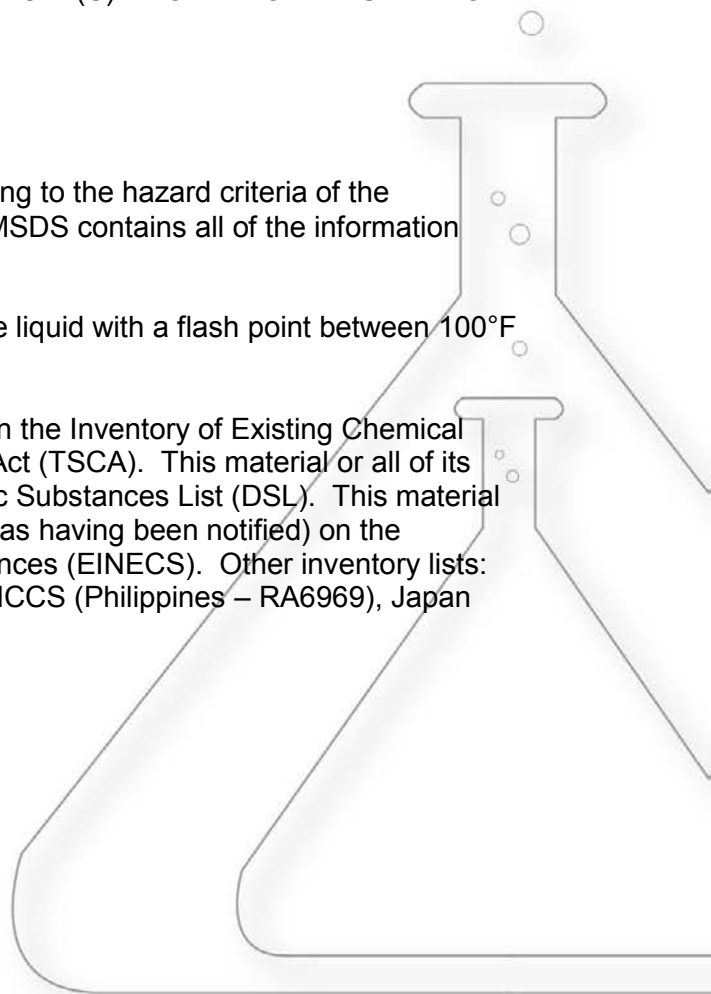 ng to the hazard criteria of the
MSDS contains all of the information
e liquid with a flash point between 100°F
n the Inventory of Existing Chemical
Act (TSCA). This material or all of its
c Substances List (DSL). This material
as having been notified) on the
nces (EINECS). Other inventory lists:
ICCS (Philippines – RA6969), Japan